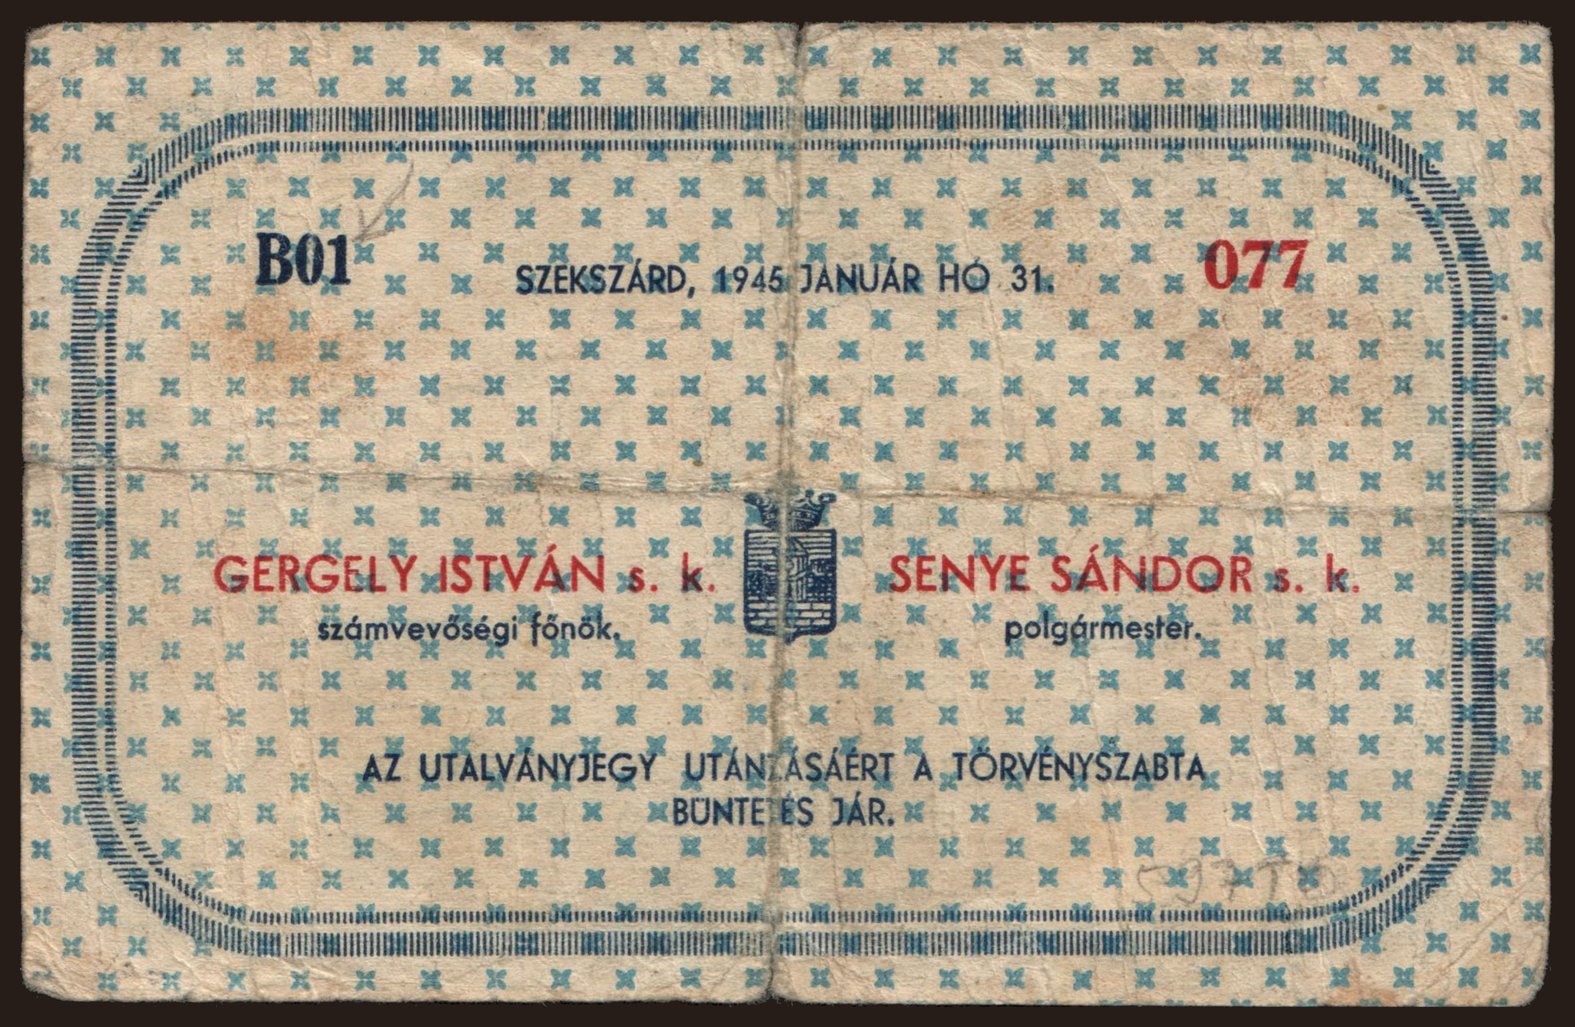 B01
SZEKSZÁRD, 1945 JANUÁR HÓ 31.
077
GERGELY ISTVÁN s. k.
számvevőségi főnök.
SENYE SÁNDOR s. k.
polgármester.
AZ UTALVÁNYJEGY UTÁNZÁSÁÉRT A TÖRVÉNYSZABTA
BÜNTETÉS JÁR.